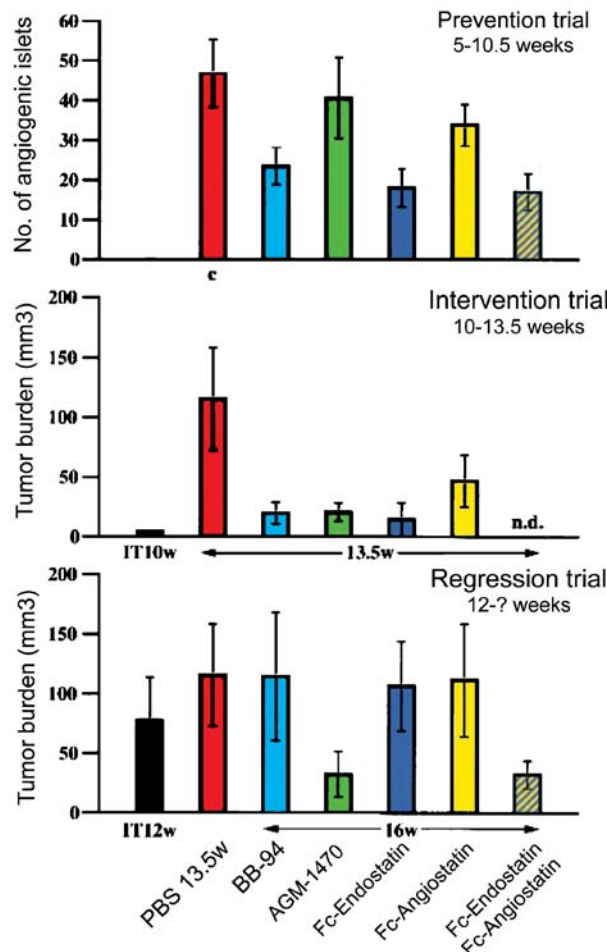 Prevention trial
5-10.5 weeks
No. of angiogenic islets
60
50
40
30
20
10
0
c
Intervention trial
10-13.5 weeks
Tumor burden (mm3)
200
150
100
50
0
n.d.
IT10w
13.5w
Regression trial
12-? weeks
Tumor burden (mm3)
200
150
100
50
0
IT12w
16w
PBS 13.5w
BB-94
AGM-1470
Fc-Endostatin
Fc-Angiostatin
Fc-Endostatin
Fc-Angiostatin